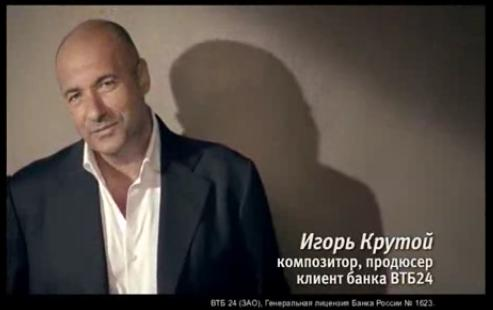 Игорь Крутой
композитор, продюсер
клиент банка ВТБ24
ВТБ 24 (ЗАО), Генеральная лицензия Банка России № 1623.